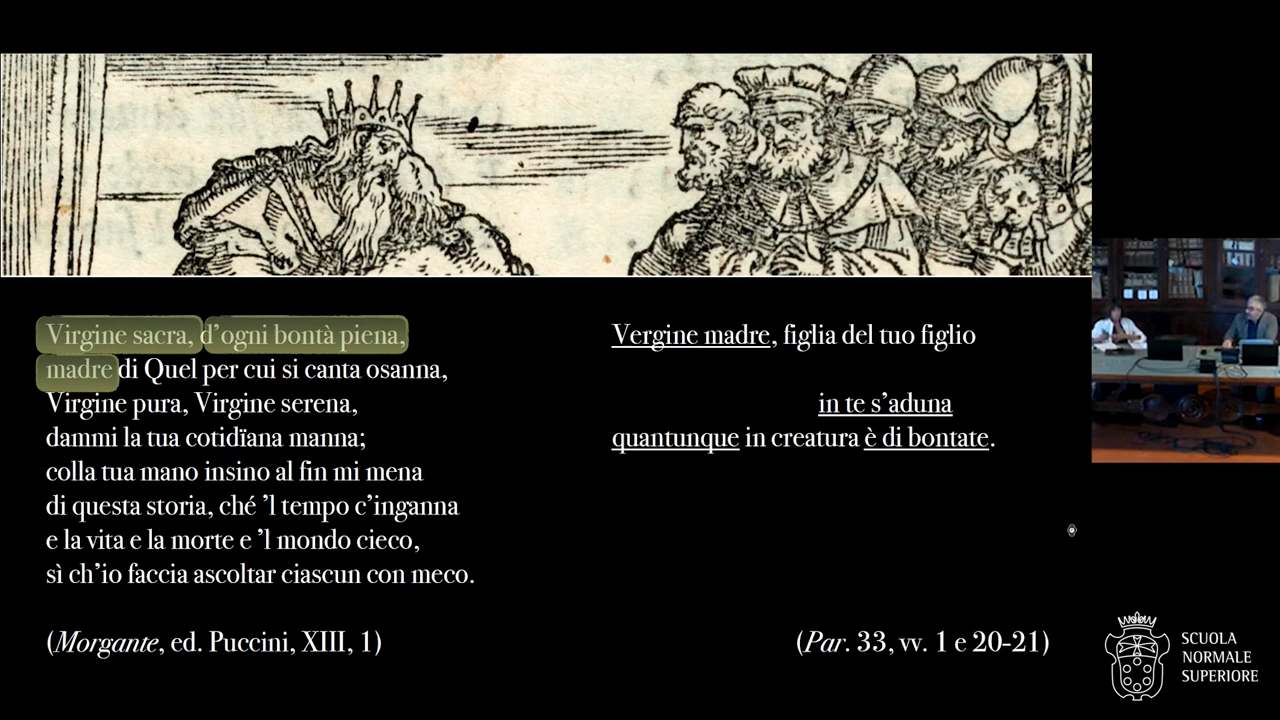 Virgine sacra, d’ogni bontà piena,
madre di Quel per cui si canta osanna,
Virgine pura, Virgine serena,
dammi la tua cotidïana manna;
colla tua mano insino al fin mi mena
di questa storia, ché ’l tempo c’inganna
e la vita e la morte e ’l mondo cieco,
sì ch’io faccia ascoltar ciascun con meco.
(Morgante, ed. Puccini, XIII, 1)
Vergine madre, figlia del tuo figlio
in te s’aduna
quantunque in creatura è di bontate.
(Par. 33, vv. 1 e 20-21)
SCUOLA
NORMALE
SUPERIORE